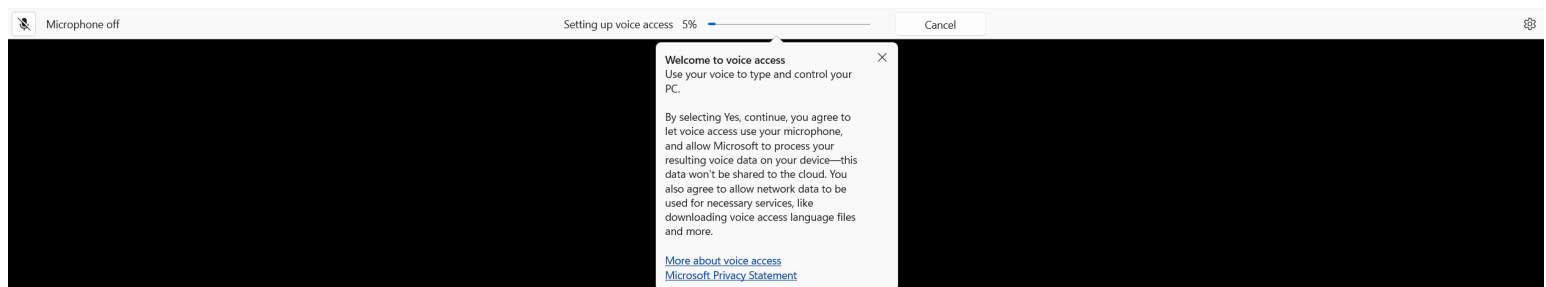 Microphone off
Setting up voice access 5%
Cancel
Welcome to voice access
Use your voice to type and control your
PC.
By selecting Yes, continue, you agree to
let voice access use your microphone,
and allow Microsoft to process your
resulting voice data on your device—this
data won't be shared to the cloud. You
also agree to allow network data to be
used for necessary services, like
downloading voice access language files
and more.
More about voice access
Microsoft Privacy Statement